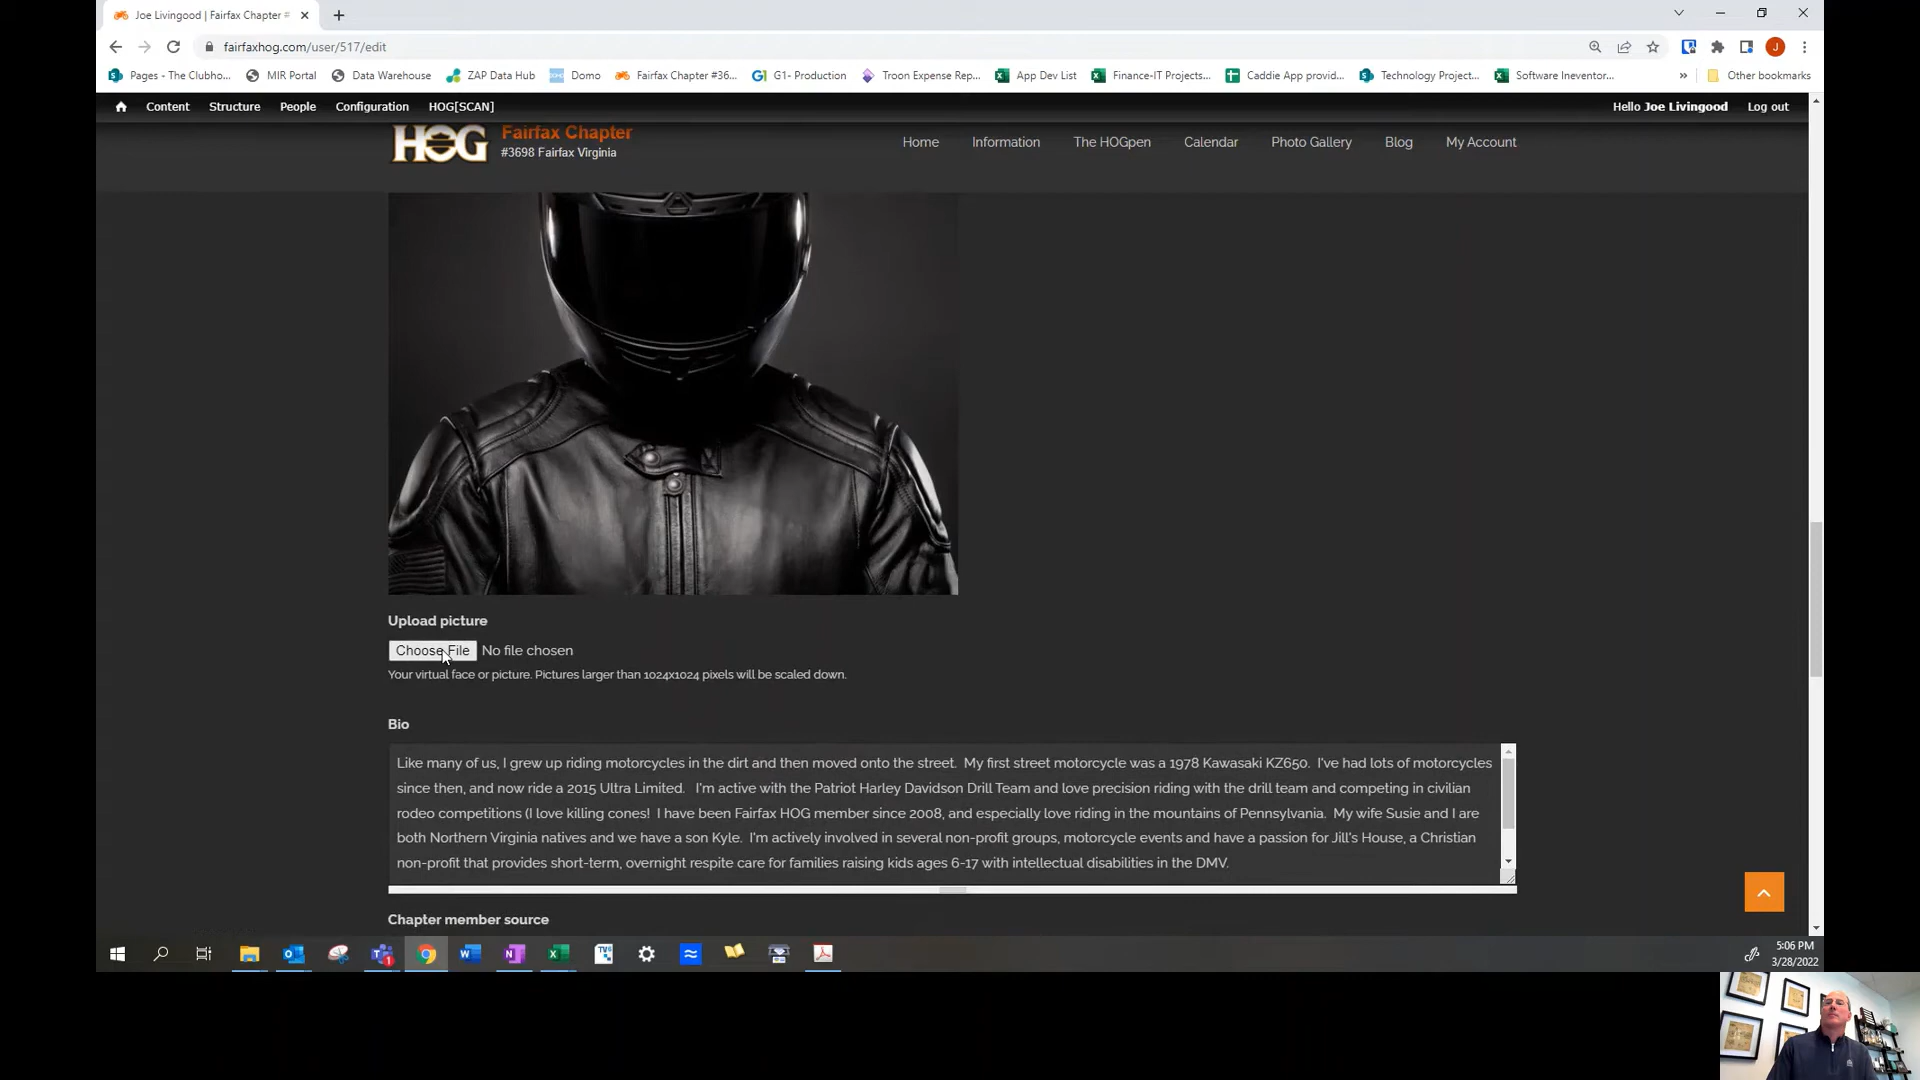 Joe Livingood | Fairfax Chapter #
fairfaxhog.com/user/517/edit
J
Pages - The Clubho...
MIR Portal
Data Warehouse
ZAP Data Hub
Domo
Fairfax Chapter #36...
G1- Production
Troon Expense Rep...
App Dev List
Finance-IT Projects...
Caddie App provid...
Technology Project...
Software Ineventor...
»
Other bookmarks
Content Structure People Configuration HOG[SCAN]
Hello Joe Livingood Log out
HOG
Fairfax Chapter
#3698 Fairfax Virginia
Home Information The HOGpen Calendar Photo Gallery Blog My Account
Upload picture
Choose File No file chosen
Your virtual face or picture. Pictures larger than 1024x1024 pixels will be scaled down.
Bio
Like many of us, I grew up riding motorcycles in the dirt and then moved onto the street. My first street motorcycle was a 1978 Kawasaki KZ650. I've had lots of motorcycles
since then, and now ride a 2015 Ultra Limited. I'm active with the Patriot Harley Davidson Drill Team and love precision riding with the drill team and competing in civilian
rodeo competitions (I love killing cones! I have been Fairfax HOG member since 2008, and especially love riding in the mountains of Pennsylvania. My wife Susie and I are
both Northern Virginia natives and we have a son Kyle. I'm actively involved in several non-profit groups, motorcycle events and have a passion for Jill's House, a Christian
non-profit that provides short-term, overnight respite care for families raising kids ages 6-17 with intellectual disabilities in the DMV.
Chapter member source
5:06 PM
3/28/2022